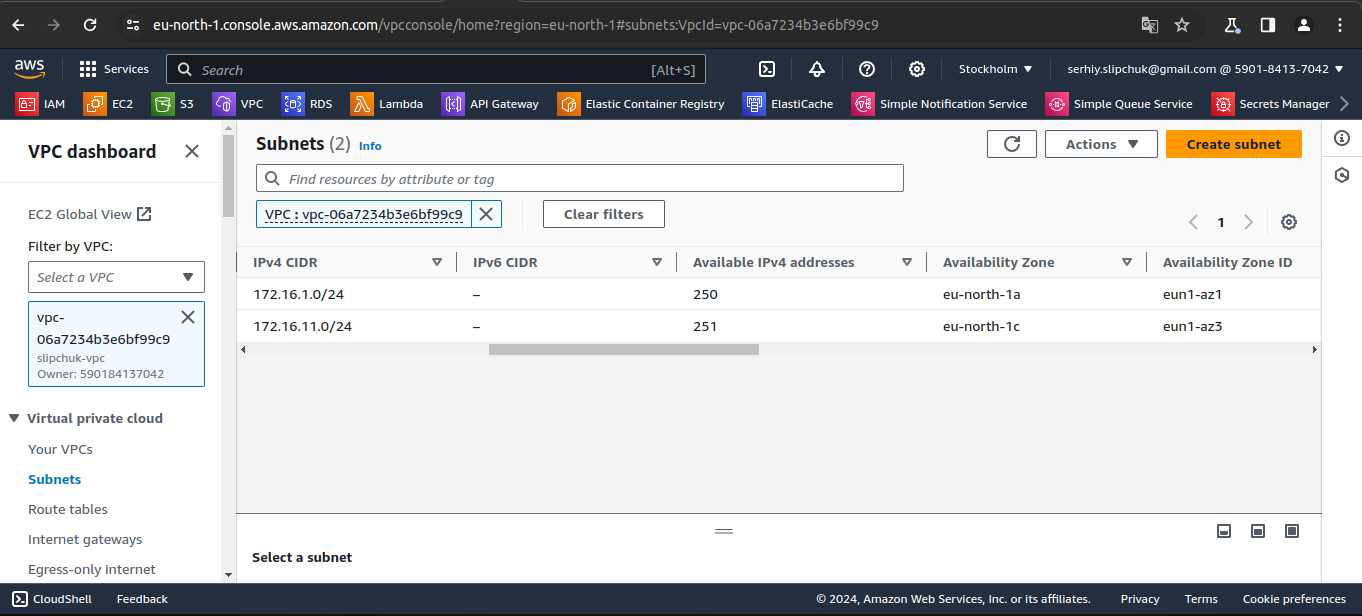 eu-north-1.console.aws.amazon.com/vpcconsole/home?region=eu-north-1#subnets:VpcId=vpc-06a7234b3e6bf99c9
aws Services Search [Alt+S] Stockholm serhiy.slipchuk@gmail.com @ 5901-8413-7042
IAM EC2 S3 VPC RDS Lambda API Gateway Elastic Container Registry ElastiCache Simple Notification Service Simple Queue Service Secrets Manager
VPC dashboard
EC2 Global View
Filter by VPC:
Select a VPC
vpc-
06a7234b3e6bf99c9
slipchuk-vpc
Owner: 590184137042
Virtual private cloud
Your VPCs
Subnets
Route tables
Internet gateways
Egress-only internet
Subnets (2) Info Actions Create subnet
Find resources by attribute or tag
VPC : vpc-06a7234b3e6bf99c9 Clear filters
1
IPv4 CIDR IPv6 CIDR Available IPv4 addresses Availability Zone Availability Zone ID
172.16.1.0/24 – 250 eu-north-1a eun1-az1
172.16.11.0/24 – 251 eu-north-1c eun1-az3
Select a subnet
CloudShell Feedback © 2024, Amazon Web Services, Inc. or its affiliates. Privacy Terms Cookie preferences